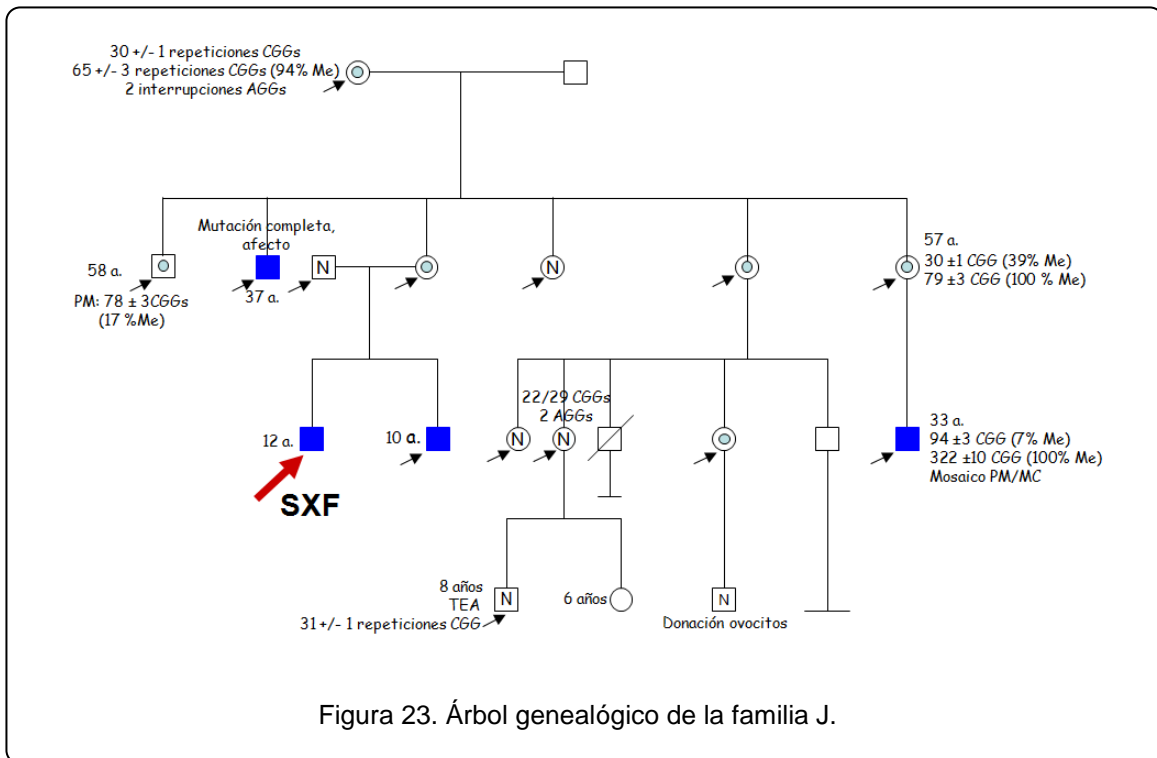 30 +/- 1 repeticiones CGGs
65 +/- 3 repeticiones CGGs (94% Me)
2 interrupciones AGGs
58 a.
PM: 78 ± 3CGGs
(17 %Me)
Mutación completa,
afecto
37 a.
N
N
57 a.
30 ±1 CGG (39% Me)
79 ±3 CGG (100 % Me)
12 a.
SXF
10 a.
N
22/29 CGGs
2 AGGs
N
33 a.
94 ±3 CGG (7% Me)
322 ±10 CGG (100% Me)
Mosaico PM/MC
8 años
TEA
31 +/- 1 repeticiones CGG
N
6 años
N
Donación ovocitos
Figura 23. Árbol genealógico de la familia J.